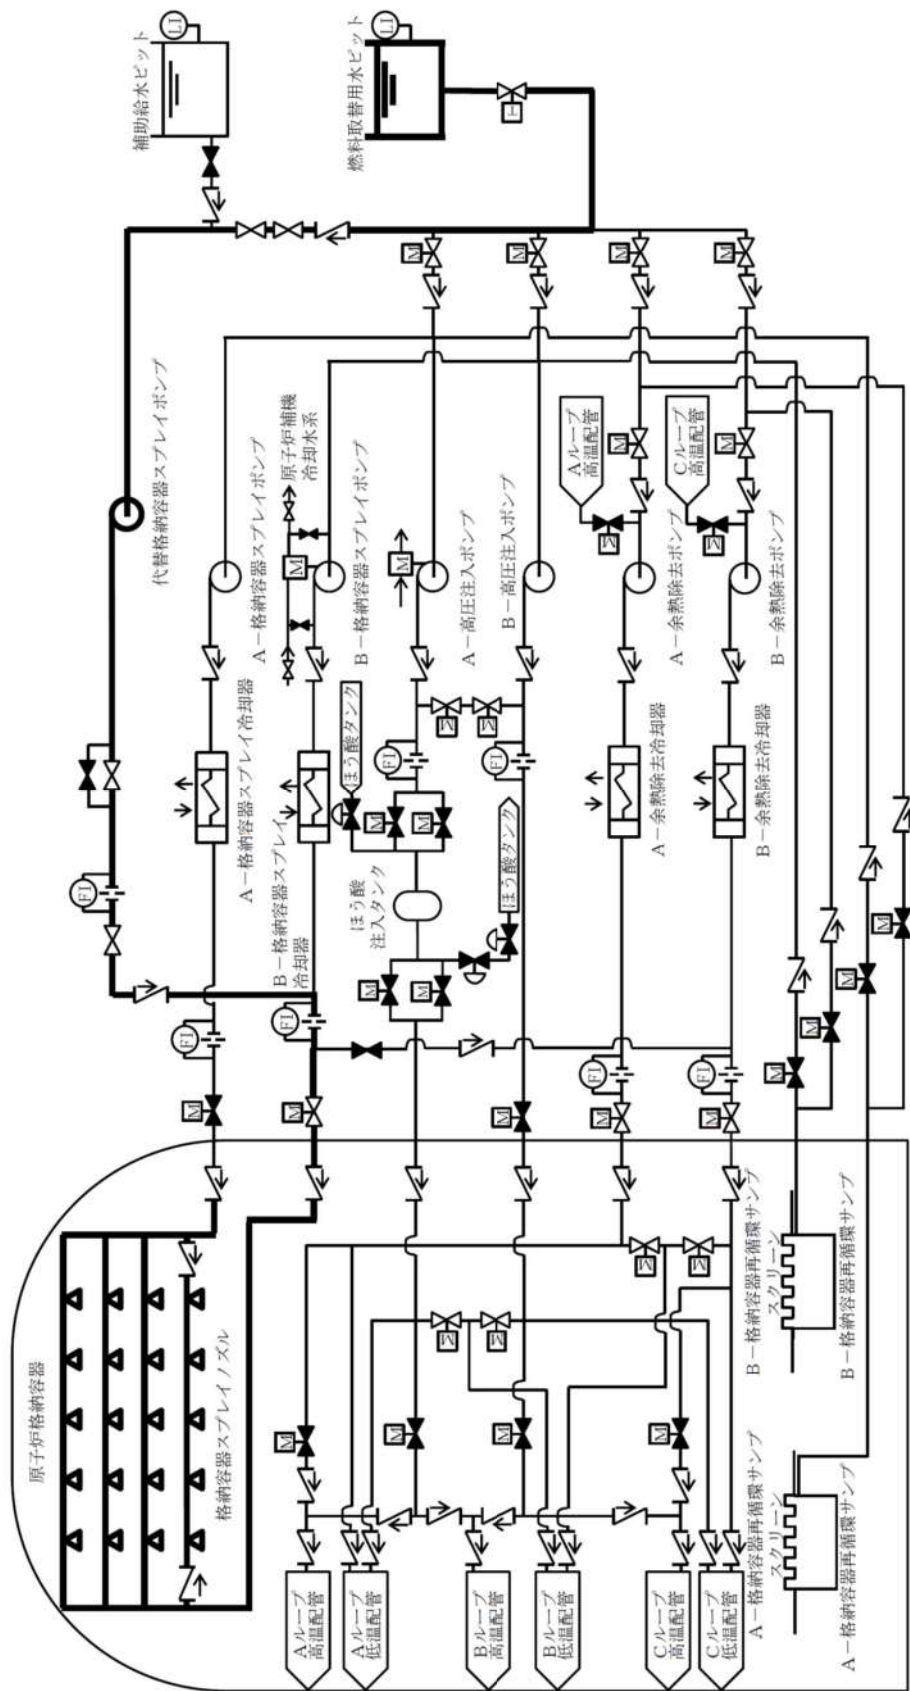 補助給水ピット
LI
燃料取替用水ピット
LI
H
代替格納容器スプレイポンプ
FI
A－格納容器スプレイポンプ
A－格納容器スプレイ冷却器
FI
M
原子炉補機
冷却水系
M
B－格納容器スプレイポンプ
B－格納容器スプレイ
冷却器
FI
M
ほう酸タンク
M
A－高圧注入ポンプ
M
FI
M
M
M
M
ほう酸
注入タンク
M
M
M
B－高圧注入ポンプ
FI
ほう酸タンク
M
Aループ
高温配管
M
M
M
A－余熱除去ポンプ
A－余熱除去冷却器
FI
M
Cループ
高温配管
M
M
M
B－余熱除去ポンプ
B－余熱除去冷却器
FI
M
M
M
M
M
原子炉格納容器
格納容器スプレイノズル
M
M
M
M
M
M
M
M
Aループ
高温配管
Aループ
低温配管
Bループ
高温配管
Bループ
低温配管
Cループ
高温配管
Cループ
低温配管
B－格納容器再循環サンプ
スクリーン
B－格納容器再循環サンプ
A－格納容器再循環サンプ
スクリーン
A－格納容器再循環サンプ